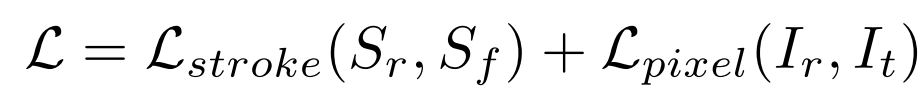 ℒ = ℒ_{stroke}(S_r, S_f) + ℒ_{pixel}(I_r, I_t)